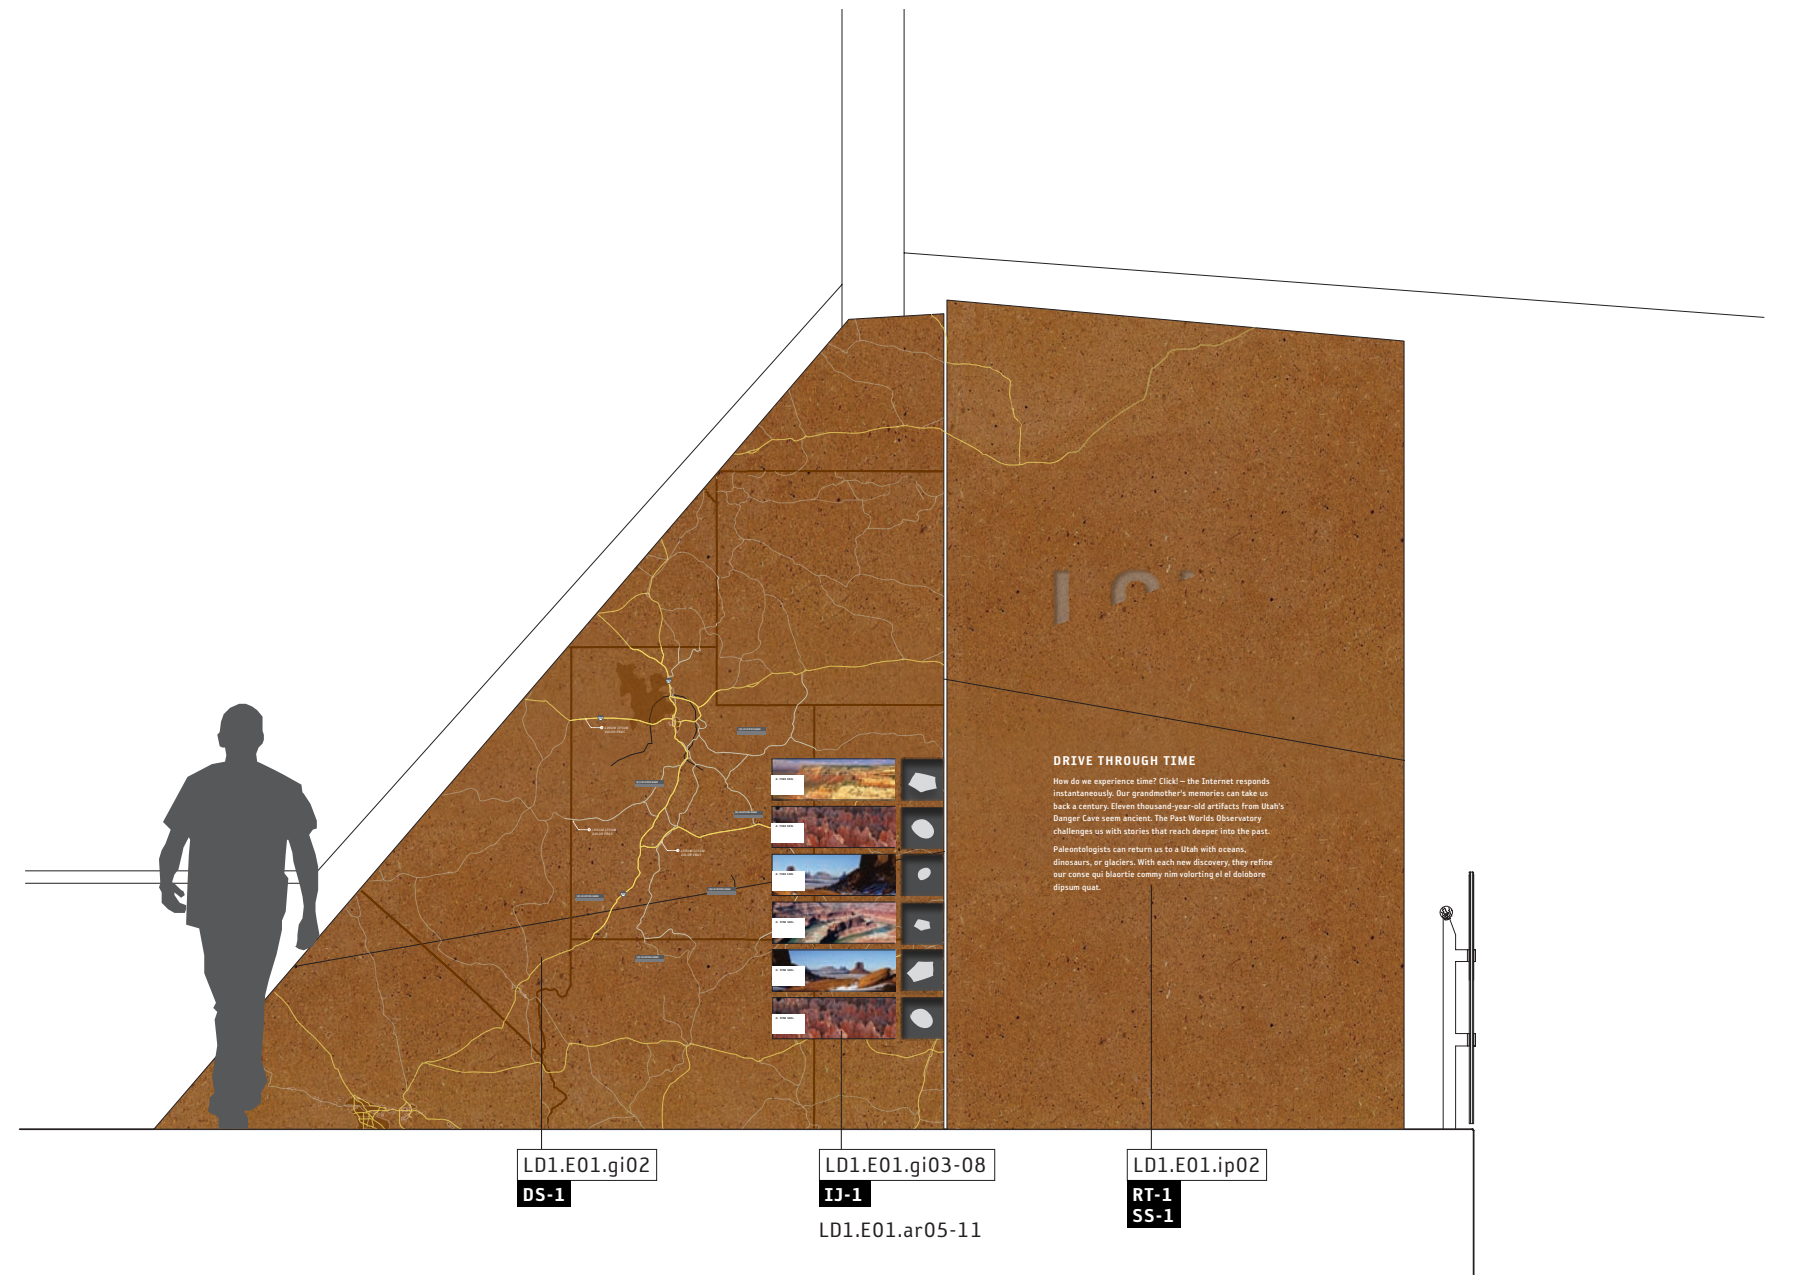 DRIVE THROUGH TIME
How do we experience time? Click! – the Internet responds
instantaneously. Our grandmother's memories can take us
back a century. Eleven thousand-year-old artifacts from Utah's
Danger Cave seem ancient. The Past Worlds Observatory
challenges us with stories that reach deeper into the past.
Paleontologists can return us to a Utah with oceans,
dinosaurs, or glaciers. With each new discovery, they refine
our conse qui blaortie commy nim volorting el el dolobore
dipsum quat.
LD1.E01.gi02
DS-1
LD1.E01.gi03-08
IJ-1
LD1.E01.ar05-11
LD1.E01.ip02
RT-1
SS-1